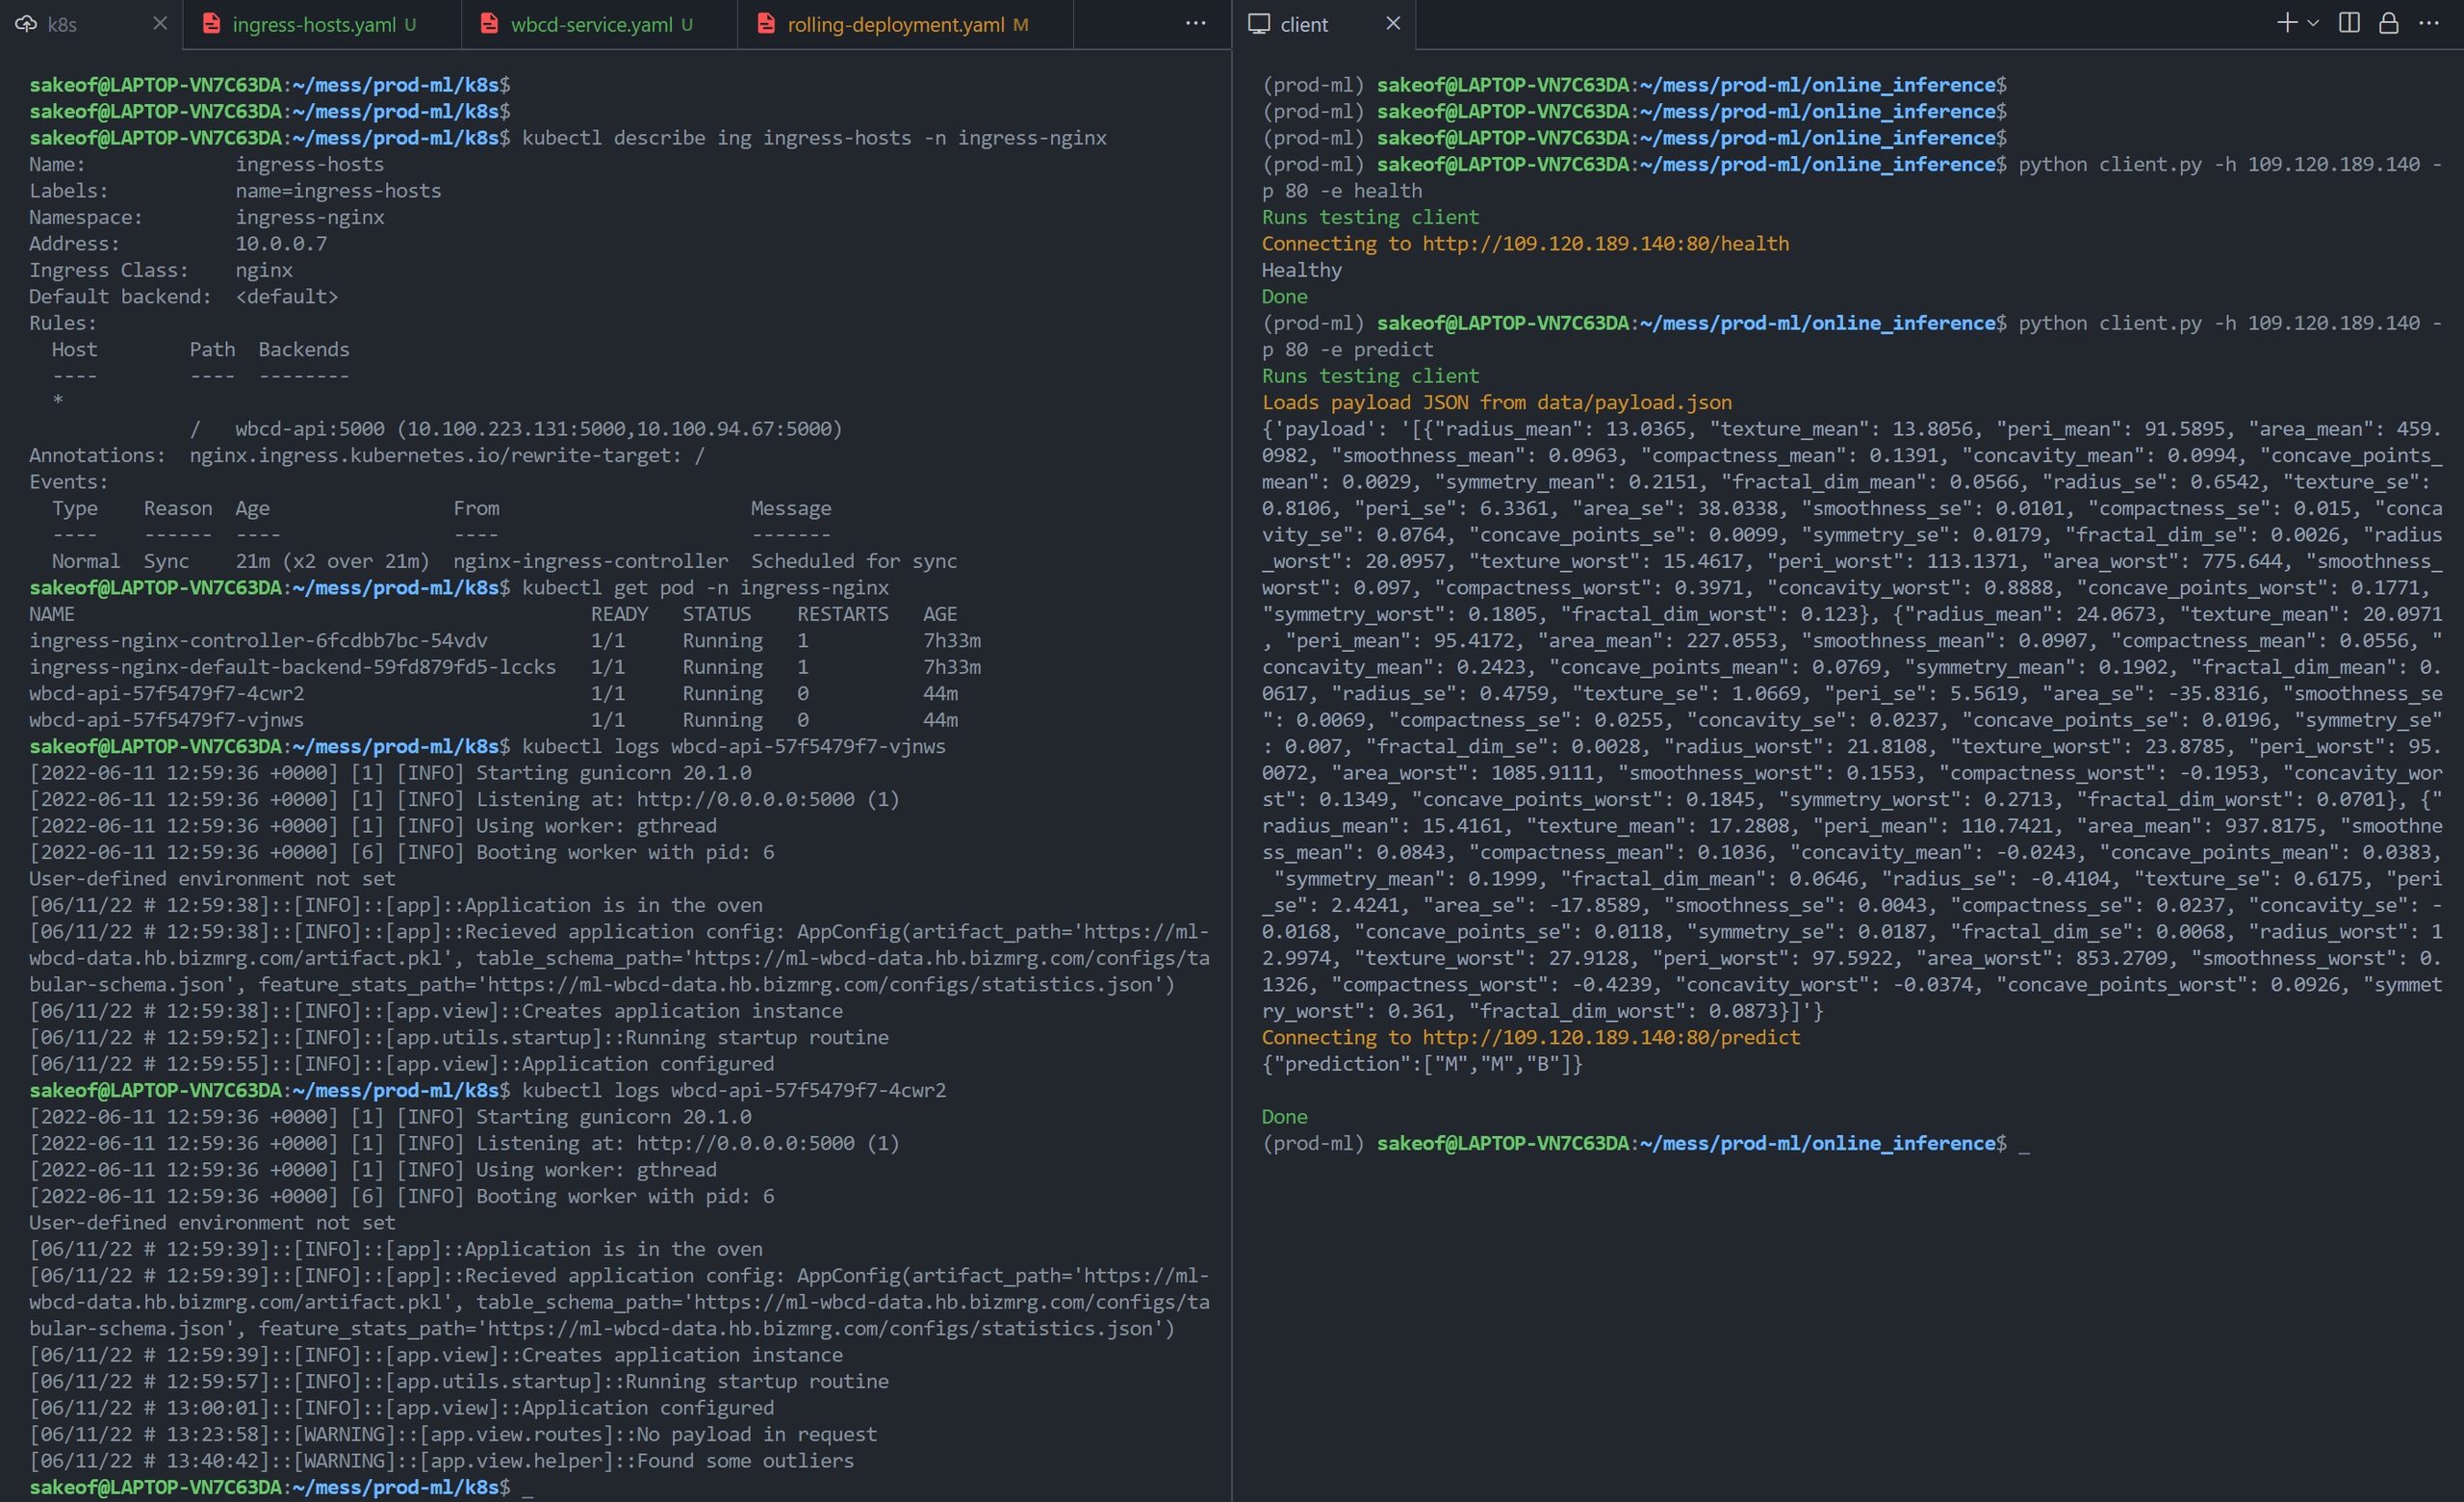 k8s
ingress-hosts.yaml U
wbcd-service.yaml U
rolling-deployment.yaml M
sakeof@LAPTOP-VN7C63DA:~/mess/prod-ml/k8s$
sakeof@LAPTOP-VN7C63DA:~/mess/prod-ml/k8s$
sakeof@LAPTOP-VN7C63DA:~/mess/prod-ml/k8s$ kubectl describe ing ingress-hosts -n ingress-nginx
Name:             ingress-hosts
Labels:           name=ingress-hosts
Namespace:        ingress-nginx
Address:          10.0.0.7
Ingress Class:    nginx
Default backend:  <default>
Rules:
  Host        Path  Backends
  ----        ----  --------
  *
              /   wbcd-api:5000 (10.100.223.131:5000,10.100.94.67:5000)
Annotations:  nginx.ingress.kubernetes.io/rewrite-target: /
Events:
  Type    Reason  Age                From                      Message
  ----    ------  ----               ----                      -------
  Normal  Sync    21m (x2 over 21m)  nginx-ingress-controller  Scheduled for sync
sakeof@LAPTOP-VN7C63DA:~/mess/prod-ml/k8s$ kubectl get pod -n ingress-nginx
NAME                                             READY   STATUS    RESTARTS   AGE
ingress-nginx-controller-6fcdbb7bc-54vdv         1/1     Running   1          7h33m
ingress-nginx-default-backend-59fd879fd5-lccks   1/1     Running   1          7h33m
wbcd-api-57f5479f7-4cwr2                         1/1     Running   0          44m
wbcd-api-57f5479f7-vjnws                         1/1     Running   0          44m
sakeof@LAPTOP-VN7C63DA:~/mess/prod-ml/k8s$ kubectl logs wbcd-api-57f5479f7-vjnws
[2022-06-11 12:59:36 +0000] [1] [INFO] Starting gunicorn 20.1.0
[2022-06-11 12:59:36 +0000] [1] [INFO] Listening at: http://0.0.0.0:5000 (1)
[2022-06-11 12:59:36 +0000] [1] [INFO] Using worker: gthread
[2022-06-11 12:59:36 +0000] [6] [INFO] Booting worker with pid: 6
User-defined environment not set
[06/11/22 # 12:59:38]::[INFO]::[app]::Application is in the oven
[06/11/22 # 12:59:38]::[INFO]::[app]::Recieved application config: AppConfig(artifact_path='https://ml-
wbcd-data.hb.bizmrg.com/artifact.pkl', table_schema_path='https://ml-wbcd-data.hb.bizmrg.com/configs/ta
bular-schema.json', feature_stats_path='https://ml-wbcd-data.hb.bizmrg.com/configs/statistics.json')
[06/11/22 # 12:59:38]::[INFO]::[app.view]::Creates application instance
[06/11/22 # 12:59:52]::[INFO]::[app.utils.startup]::Running startup routine
[06/11/22 # 12:59:55]::[INFO]::[app.view]::Application configured
sakeof@LAPTOP-VN7C63DA:~/mess/prod-ml/k8s$ kubectl logs wbcd-api-57f5479f7-4cwr2
[2022-06-11 12:59:36 +0000] [1] [INFO] Starting gunicorn 20.1.0
[2022-06-11 12:59:36 +0000] [1] [INFO] Listening at: http://0.0.0.0:5000 (1)
[2022-06-11 12:59:36 +0000] [1] [INFO] Using worker: gthread
[2022-06-11 12:59:36 +0000] [6] [INFO] Booting worker with pid: 6
User-defined environment not set
[06/11/22 # 12:59:39]::[INFO]::[app]::Application is in the oven
[06/11/22 # 12:59:39]::[INFO]::[app]::Recieved application config: AppConfig(artifact_path='https://ml-
wbcd-data.hb.bizmrg.com/artifact.pkl', table_schema_path='https://ml-wbcd-data.hb.bizmrg.com/configs/ta
bular-schema.json', feature_stats_path='https://ml-wbcd-data.hb.bizmrg.com/configs/statistics.json')
[06/11/22 # 12:59:39]::[INFO]::[app.view]::Creates application instance
[06/11/22 # 12:59:57]::[INFO]::[app.utils.startup]::Running startup routine
[06/11/22 # 13:00:01]::[INFO]::[app.view]::Application configured
[06/11/22 # 13:23:58]::[WARNING]::[app.view.routes]::No payload in request
[06/11/22 # 13:40:42]::[WARNING]::[app.view.helper]::Found some outliers
sakeof@LAPTOP-VN7C63DA:~/mess/prod-ml/k8s$ _
client
(prod-ml) sakeof@LAPTOP-VN7C63DA:~/mess/prod-ml/online_inference$
(prod-ml) sakeof@LAPTOP-VN7C63DA:~/mess/prod-ml/online_inference$
(prod-ml) sakeof@LAPTOP-VN7C63DA:~/mess/prod-ml/online_inference$
(prod-ml) sakeof@LAPTOP-VN7C63DA:~/mess/prod-ml/online_inference$ python client.py -h 109.120.189.140 -
p 80 -e health
Runs testing client
Connecting to http://109.120.189.140:80/health
Healthy
Done
(prod-ml) sakeof@LAPTOP-VN7C63DA:~/mess/prod-ml/online_inference$ python client.py -h 109.120.189.140 -
p 80 -e predict
Runs testing client
Loads payload JSON from data/payload.json
{'payload': '[{"radius_mean": 13.0365, "texture_mean": 13.8056, "peri_mean": 91.5895, "area_mean": 459.
0982, "smoothness_mean": 0.0963, "compactness_mean": 0.1391, "concavity_mean": 0.0994, "concave_points_
mean": 0.0029, "symmetry_mean": 0.2151, "fractal_dim_mean": 0.0566, "radius_se": 0.6542, "texture_se":
0.8106, "peri_se": 6.3361, "area_se": 38.0338, "smoothness_se": 0.0101, "compactness_se": 0.015, "conca
vity_se": 0.0764, "concave_points_se": 0.0099, "symmetry_se": 0.0179, "fractal_dim_se": 0.0026, "radius
_worst": 20.0957, "texture_worst": 15.4617, "peri_worst": 113.1371, "area_worst": 775.644, "smoothness_
worst": 0.097, "compactness_worst": 0.3971, "concavity_worst": 0.8888, "concave_points_worst": 0.1771,
"symmetry_worst": 0.1805, "fractal_dim_worst": 0.123}, {"radius_mean": 24.0673, "texture_mean": 20.0971
, "peri_mean": 95.4172, "area_mean": 227.0553, "smoothness_mean": 0.0907, "compactness_mean": 0.0556, "
concavity_mean": 0.2423, "concave_points_mean": 0.0769, "symmetry_mean": 0.1902, "fractal_dim_mean": 0.
0617, "radius_se": 0.4759, "texture_se": 1.0669, "peri_se": 5.5619, "area_se": -35.8316, "smoothness_se
": 0.0069, "compactness_se": 0.0255, "concavity_se": 0.0237, "concave_points_se": 0.0196, "symmetry_se"
: 0.007, "fractal_dim_se": 0.0028, "radius_worst": 21.8108, "texture_worst": 23.8785, "peri_worst": 95.
0072, "area_worst": 1085.9111, "smoothness_worst": 0.1553, "compactness_worst": -0.1953, "concavity_wor
st": 0.1349, "concave_points_worst": 0.1845, "symmetry_worst": 0.2713, "fractal_dim_worst": 0.0701}, {"
radius_mean": 15.4161, "texture_mean": 17.2808, "peri_mean": 110.7421, "area_mean": 937.8175, "smoothne
ss_mean": 0.0843, "compactness_mean": 0.1036, "concavity_mean": -0.0243, "concave_points_mean": 0.0383,
 "symmetry_mean": 0.1999, "fractal_dim_mean": 0.0646, "radius_se": -0.4104, "texture_se": 0.6175, "peri
_se": 2.4241, "area_se": -17.8589, "smoothness_se": 0.0043, "compactness_se": 0.0237, "concavity_se": -
0.0168, "concave_points_se": 0.0118, "symmetry_se": 0.0187, "fractal_dim_se": 0.0068, "radius_worst": 1
2.9974, "texture_worst": 27.9128, "peri_worst": 97.5922, "area_worst": 853.2709, "smoothness_worst": 0.
1326, "compactness_worst": -0.4239, "concavity_worst": -0.0374, "concave_points_worst": 0.0926, "symmet
ry_worst": 0.361, "fractal_dim_worst": 0.0873}]'}
Connecting to http://109.120.189.140:80/predict
{"prediction":["M","M","B"]}
Done
(prod-ml) sakeof@LAPTOP-VN7C63DA:~/mess/prod-ml/online_inference$ _